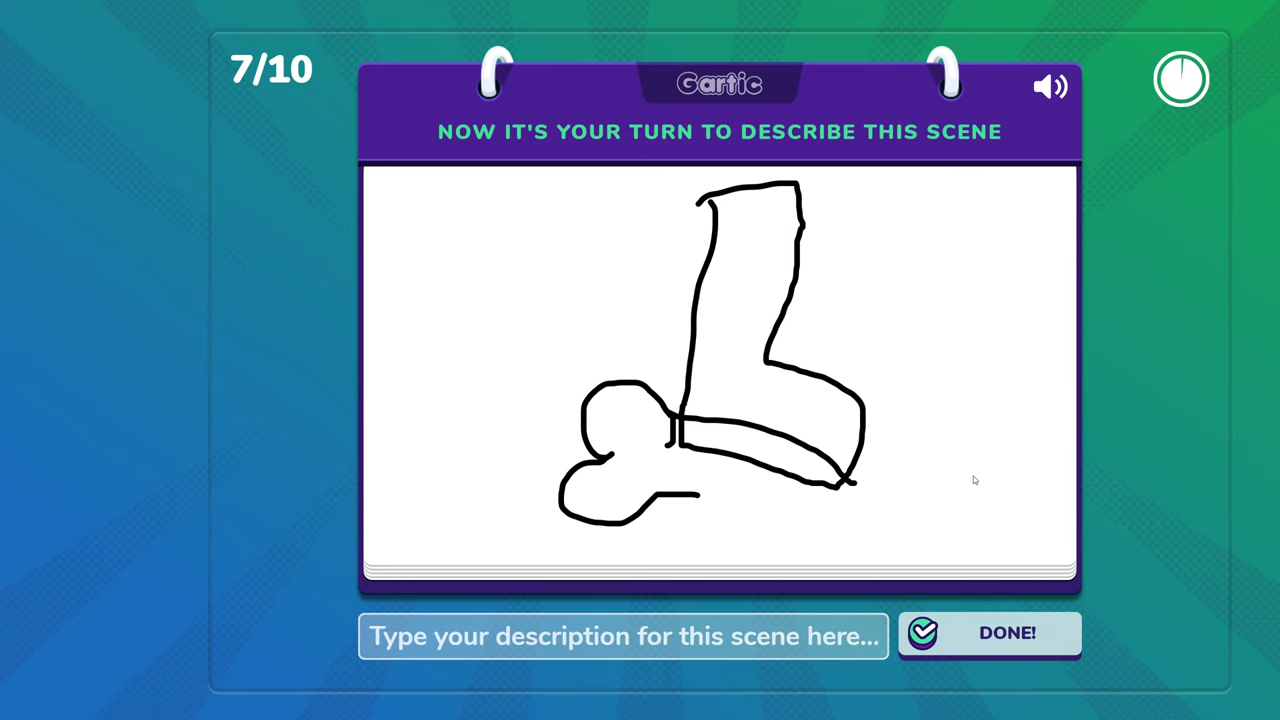 7/10
Gartic
NOW IT'S YOUR TURN TO DESCRIBE THIS SCENE
Type your description for this scene here...
DONE!